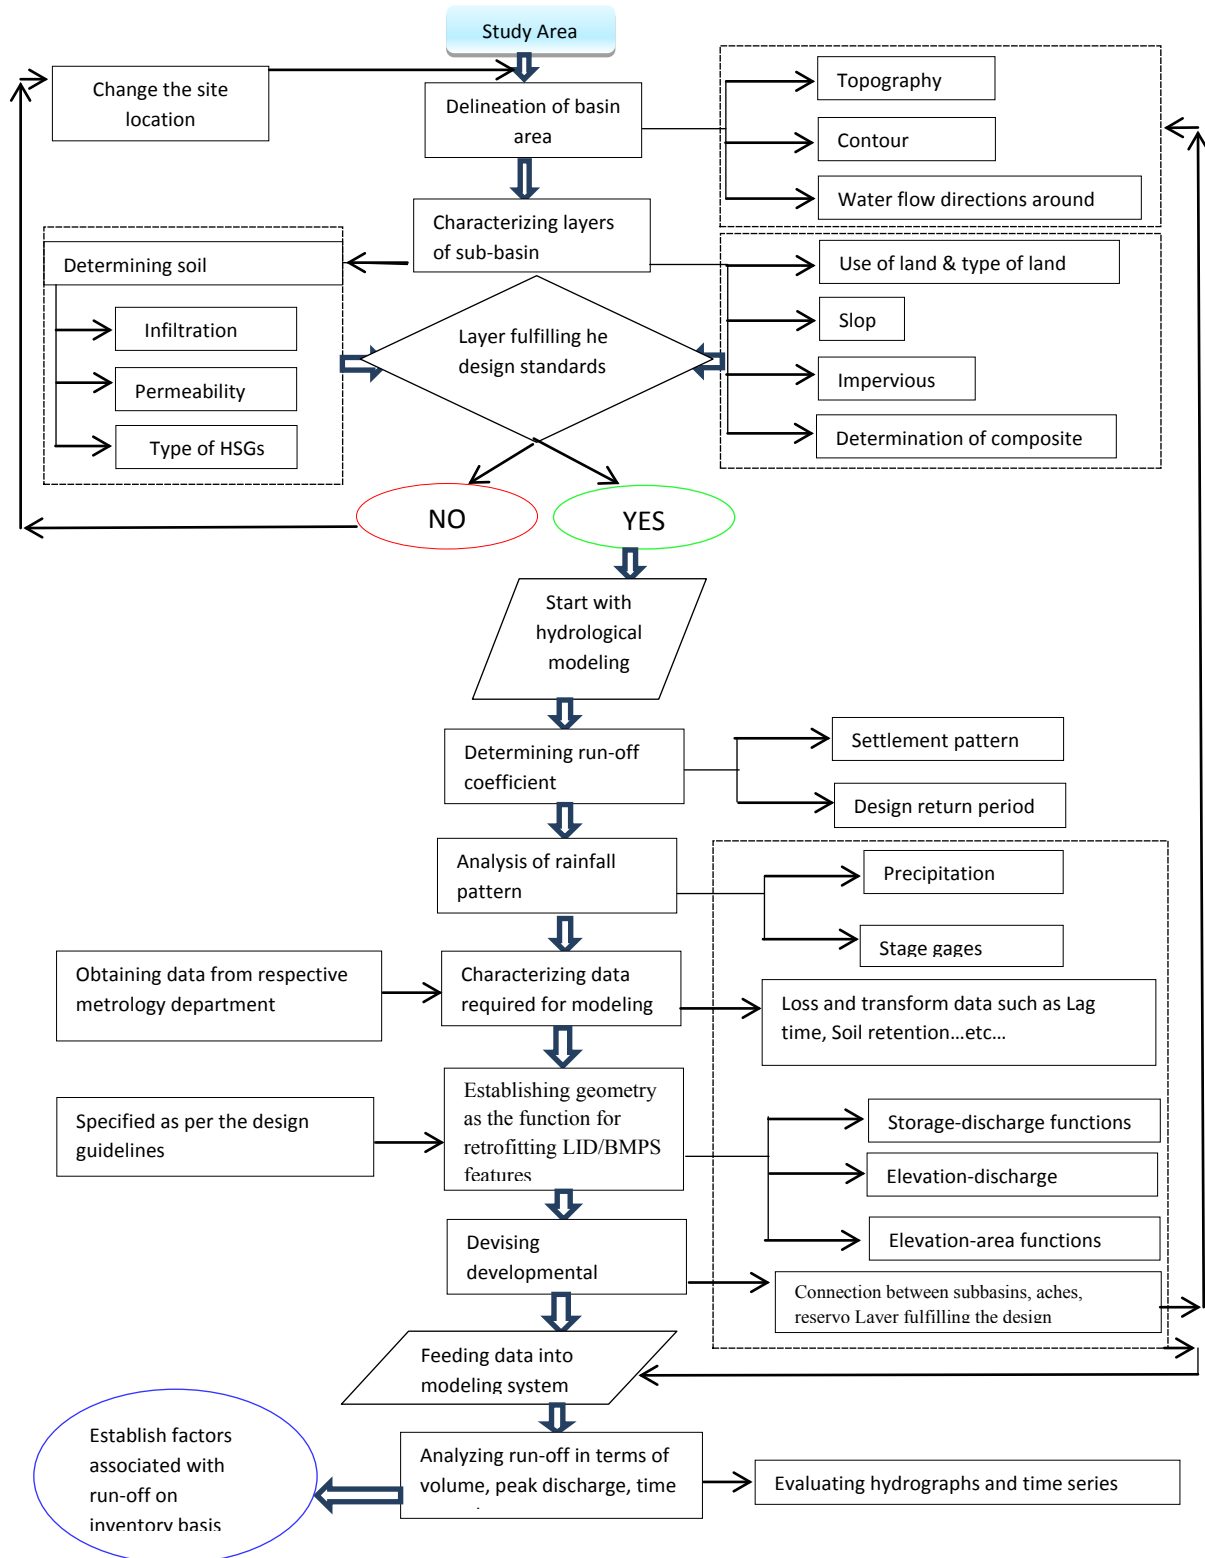 Study Area
Change the site
location
Delineation of basin
area
Topography
Contour
Water flow directions around
Characterizing layers
of sub-basin
Determining soil
Infiltration
Permeability
Type of HSGs
Use of land & type of land
Slop
Impervious
Determination of composite
Layer fulfilling he
design standards
NO
YES
Start with
hydrological
modeling
Determining run-off
coefficient
Settlement pattern
Design return period
Analysis of rainfall
pattern
Precipitation
Stage gages
Obtaining data from respective
metrology department
Characterizing data
required for modeling
Loss and transform data such as Lag
time, Soil retention...etc...
Specified as per the design
guidelines
Establishing geometry
as the function for
retrofitting LID/BMPS
features
Storage-discharge functions
Elevation-discharge
Elevation-area functions
Devising
developmental
Connection between subbasins, aches,
reservo Layer fulfilling the design
Feeding data into
modeling system
Establish factors
associated with
run-off on
inventory basis
Analyzing run-off in terms of
volume, peak discharge, time
Evaluating hydrographs and time series